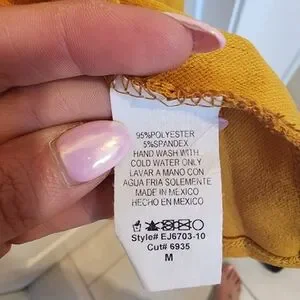 95%POLYESTER
5%SPANDEX
HAND WASH WITH
COLD WATER ONLY
LAVAR A MANO CON
AGUA FRIA SOLEMENTE
MADE IN MEXICO
HECHO EN MEXICO
Style# EJ6703-10
Cut# 6935
M